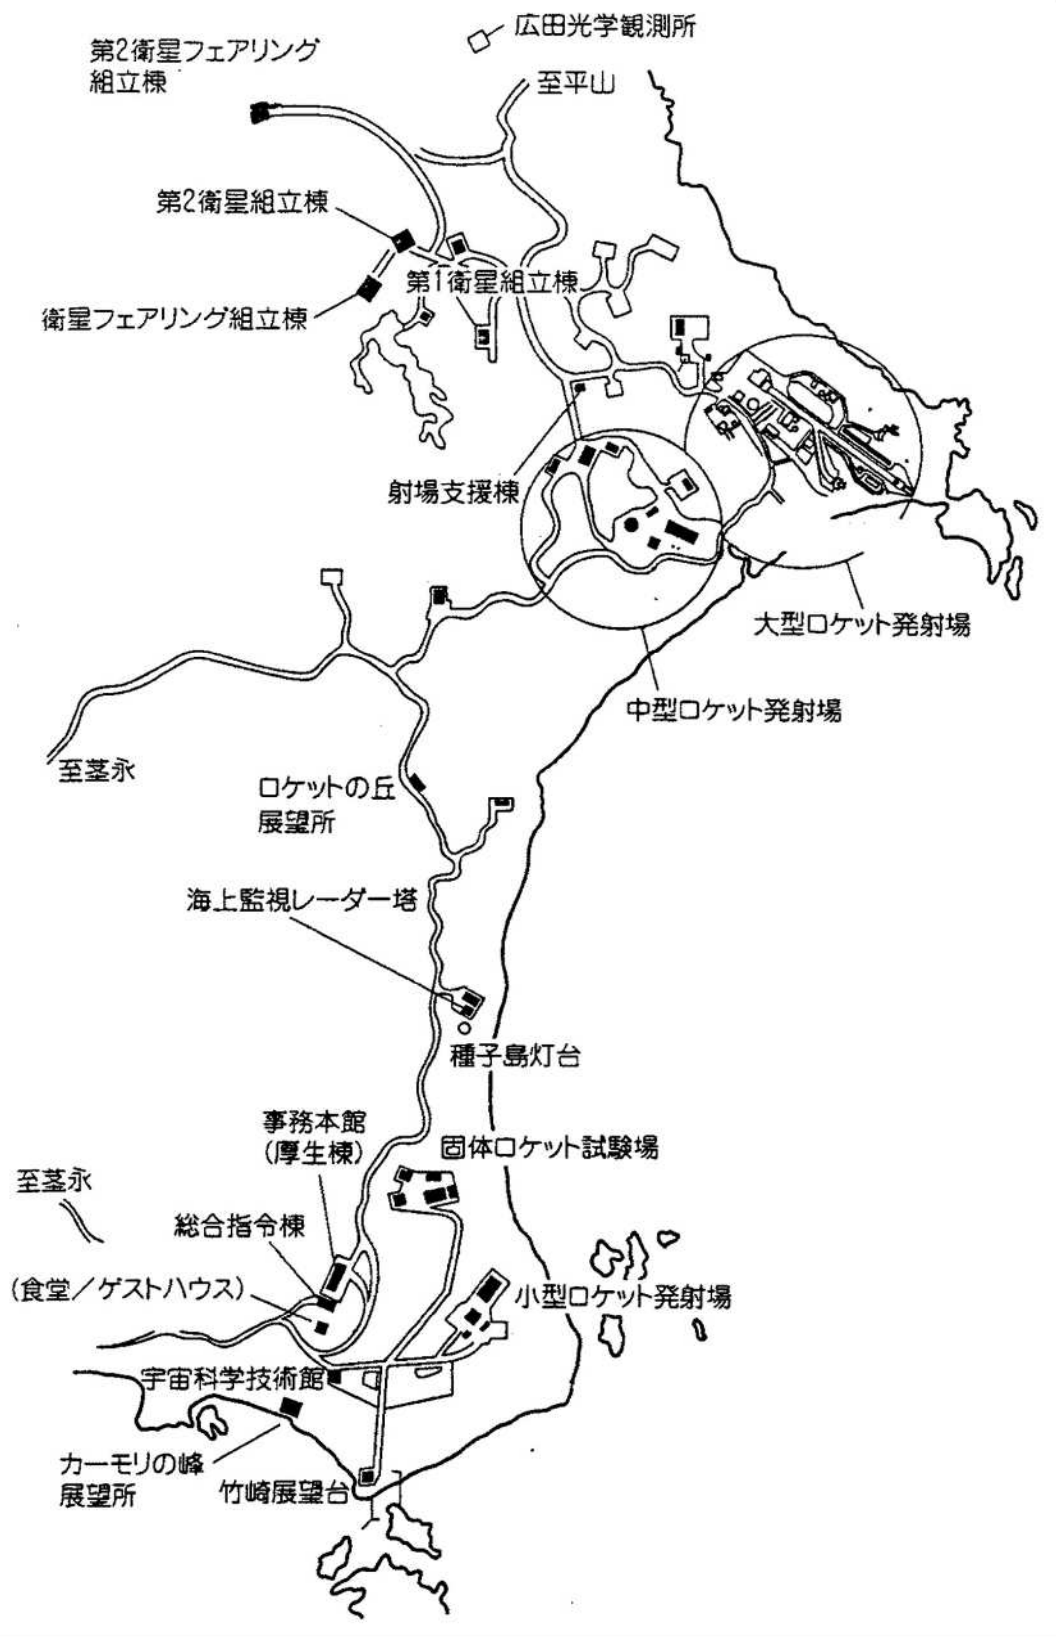 広田光学観測所
第2衛星フェアリング
組立棟
至平山
第2衛星組立棟
第1衛星組立棟
衛星フェアリング組立棟
射場支援棟
大型ロケット発射場
中型ロケット発射場
至茎永
ロケットの丘
展望所
海上監視レーダー塔
種子島灯台
事務本館
(厚生棟)
固体ロケット試験場
至茎永
総合指令棟
(食堂/ゲストハウス)
小型ロケット発射場
宇宙科学技術館
カーモリの峰
展望所
竹崎展望台